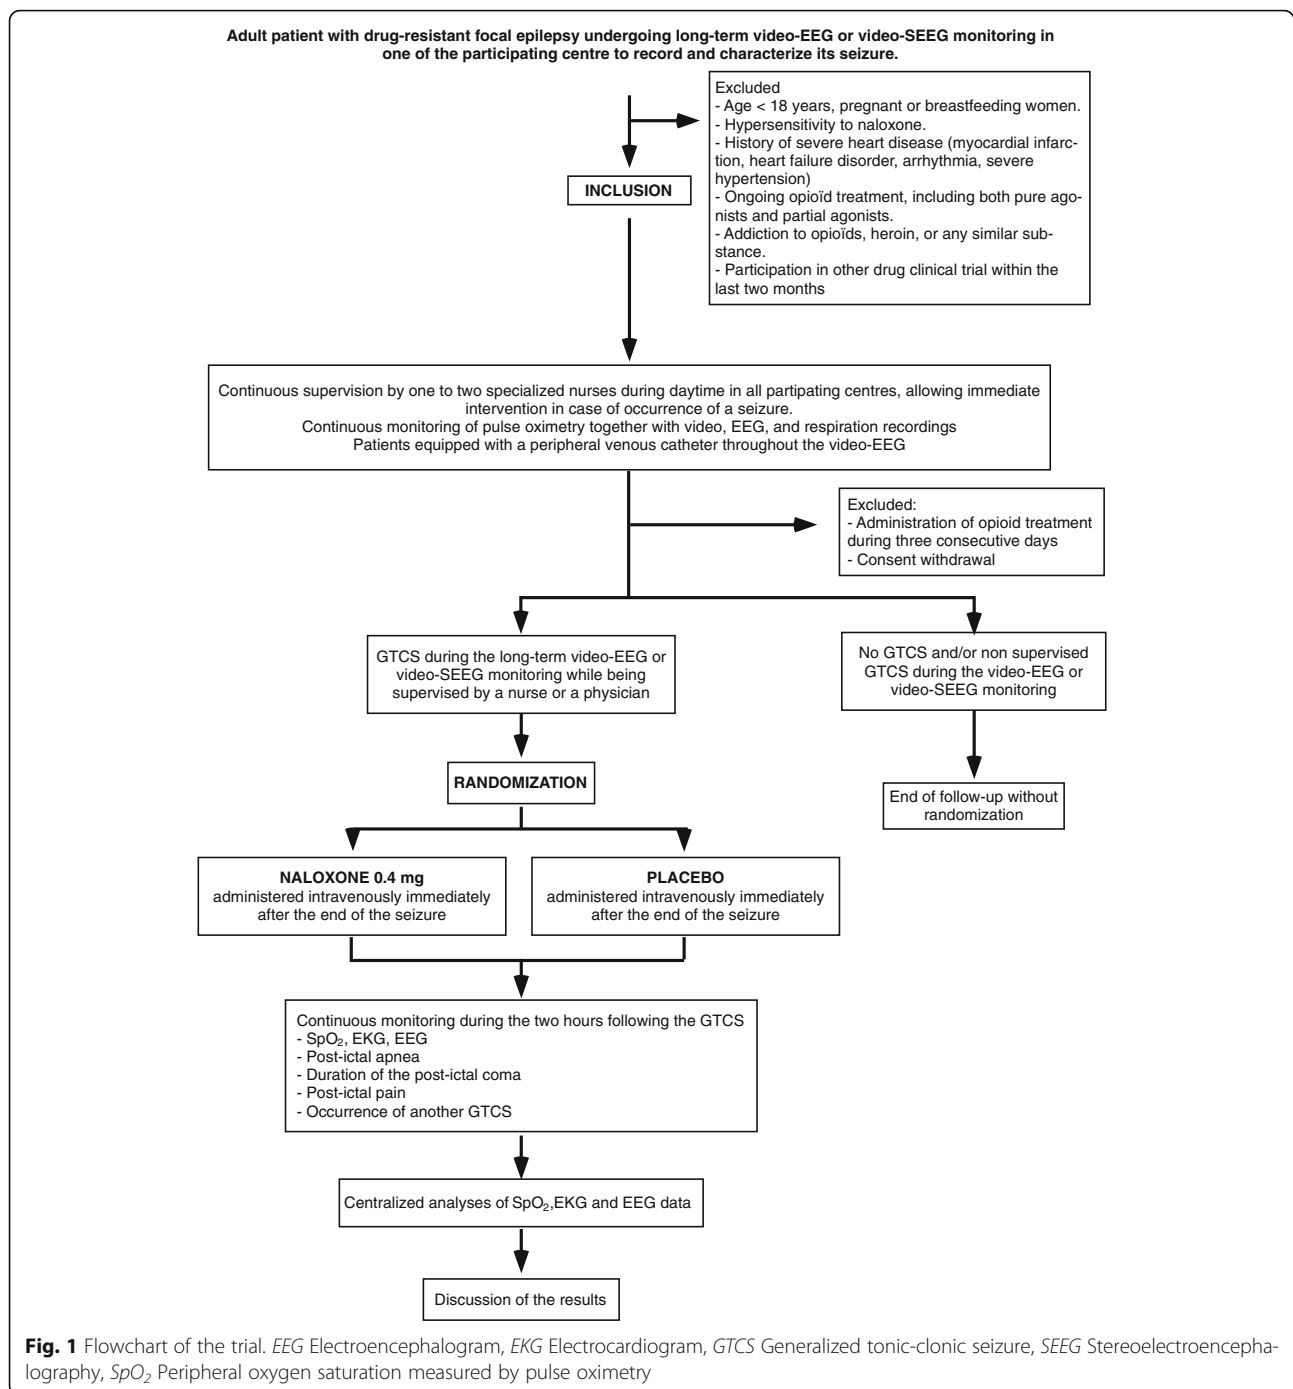 Adult patient with drug-resistant focal epilepsy undergoing long-term video-EEG or video-SEEG monitoring in
one of the participating centre to record and characterize its seizure.
Excluded
- Age < 18 years, pregnant or breastfeeding women.
- Hypersensitivity to naloxone.
- History of severe heart disease (myocardial infarc-
tion, heart failure disorder, arrhythmia, severe
hypertension)
- Ongoing opioïd treatment, including both pure ago-
nists and partial agonists.
- Addiction to opioïds, heroin, or any similar sub-
stance.
- Participation in other drug clinical trial within the
last two months
INCLUSION
Continuous supervision by one to two specialized nurses during daytime in all partipating centres, allowing immediate
intervention in case of occurrence of a seizure.
Continuous monitoring of pulse oximetry together with video, EEG, and respiration recordings
Patients equipped with a peripheral venous catheter throughout the video-EEG
Excluded:
- Administration of opioid treatment
during three consecutive days
- Consent withdrawal
GTCS during the long-term video-EEG or
video-SEEG monitoring while being
supervised by a nurse or a physician
No GTCS and/or non supervised
GTCS during the video-EEG or
video-SEEG monitoring
RANDOMIZATION
End of follow-up without
randomization
NALOXONE 0.4 mg
administered intravenously immediately
after the end of the seizure
PLACEBO
administered intravenously immediately
after the end of the seizure
Continuous monitoring during the two hours following the GTCS
- SpO₂, EKG, EEG
- Post-ictal apnea
- Duration of the post-ictal coma
- Post-ictal pain
- Occurrence of another GTCS
Centralized analyses of SpO₂,EKG and EEG data
Discussion of the results
Fig. 1 Flowchart of the trial. EEG Electroencephalogram, EKG Electrocardiogram, GTCS Generalized tonic-clonic seizure, SEEG Stereoelectroencepha-
lography, SpO₂ Peripheral oxygen saturation measured by pulse oximetry